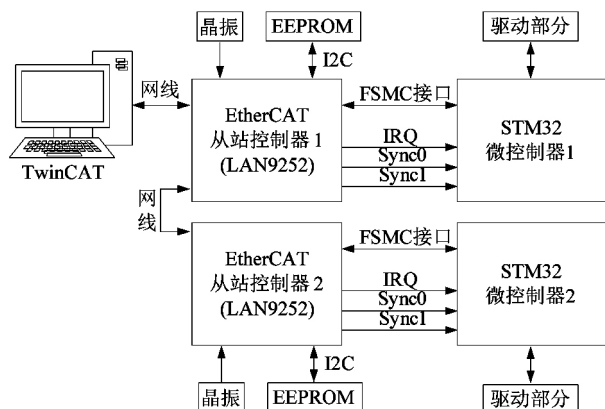 晶振
EEPROM
驱动部分
I2C
网线
EtherCAT
从站控制器1
(LAN9252)
FSMC接口
IRQ
Sync0
Sync1
STM32
微控制器1
TwinCAT
网线
EtherCAT
从站控制器2
(LAN9252)
FSMC接口
IRQ
Sync0
Sync1
STM32
微控制器2
I2C
晶振
EEPROM
驱动部分